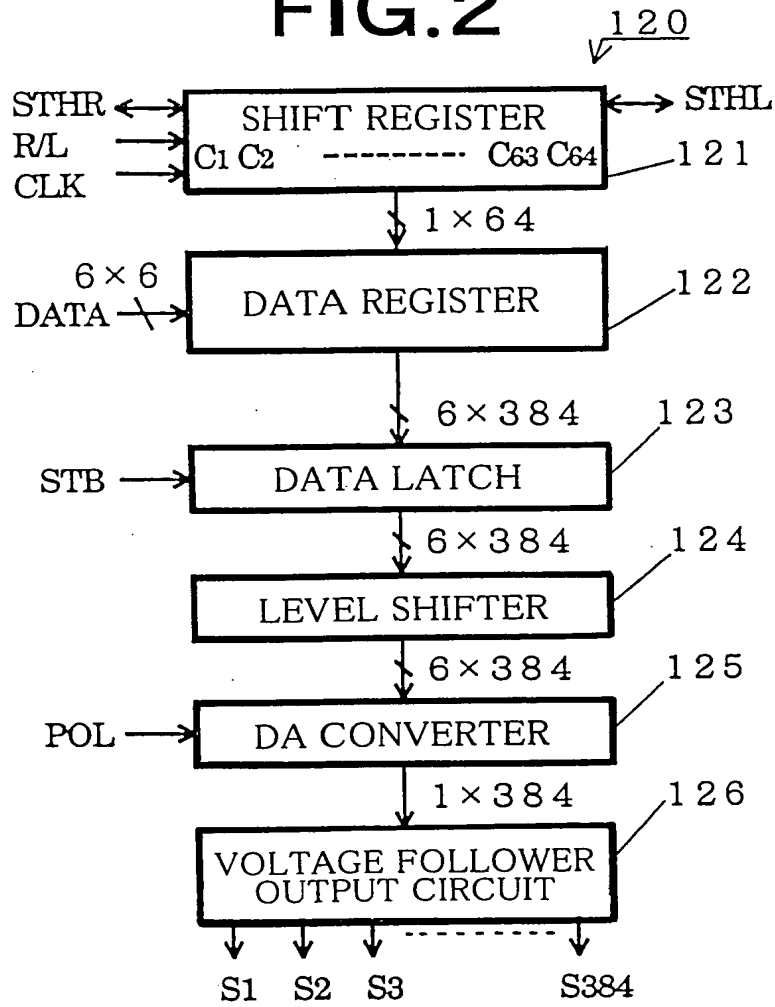 FIG.2
120
STHR
SHIFT REGISTER
STHL
R/L
C1 C2 ---------- C63 C64
121
CLK
1×64
6×6
DATA
DATA REGISTER
122
6×384
123
STB
DATA LATCH
6×384
124
LEVEL SHIFTER
6×384
125
POL
DA CONVERTER
1×384
126
VOLTAGE FOLLOWER
OUTPUT CIRCUIT
S1 S2 S3 S384